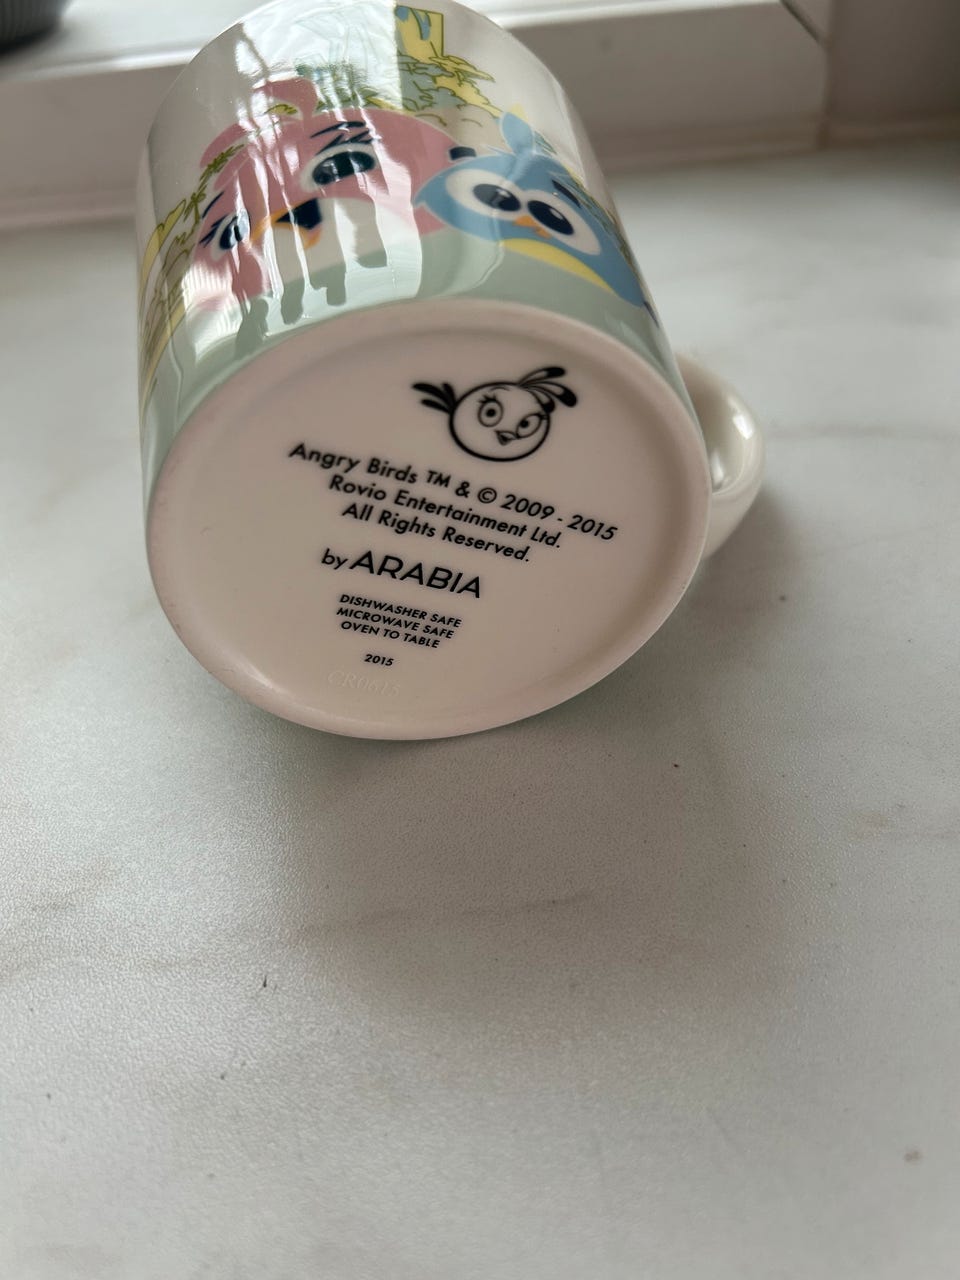 Angry Birds ™ & © 2009 - 2015
Rovio Entertainment Ltd.
All Rights Reserved.
by ARABIA
DISHWASHER SAFE
MICROWAVE SAFE
OVEN TO TABLE
2015
CR0615